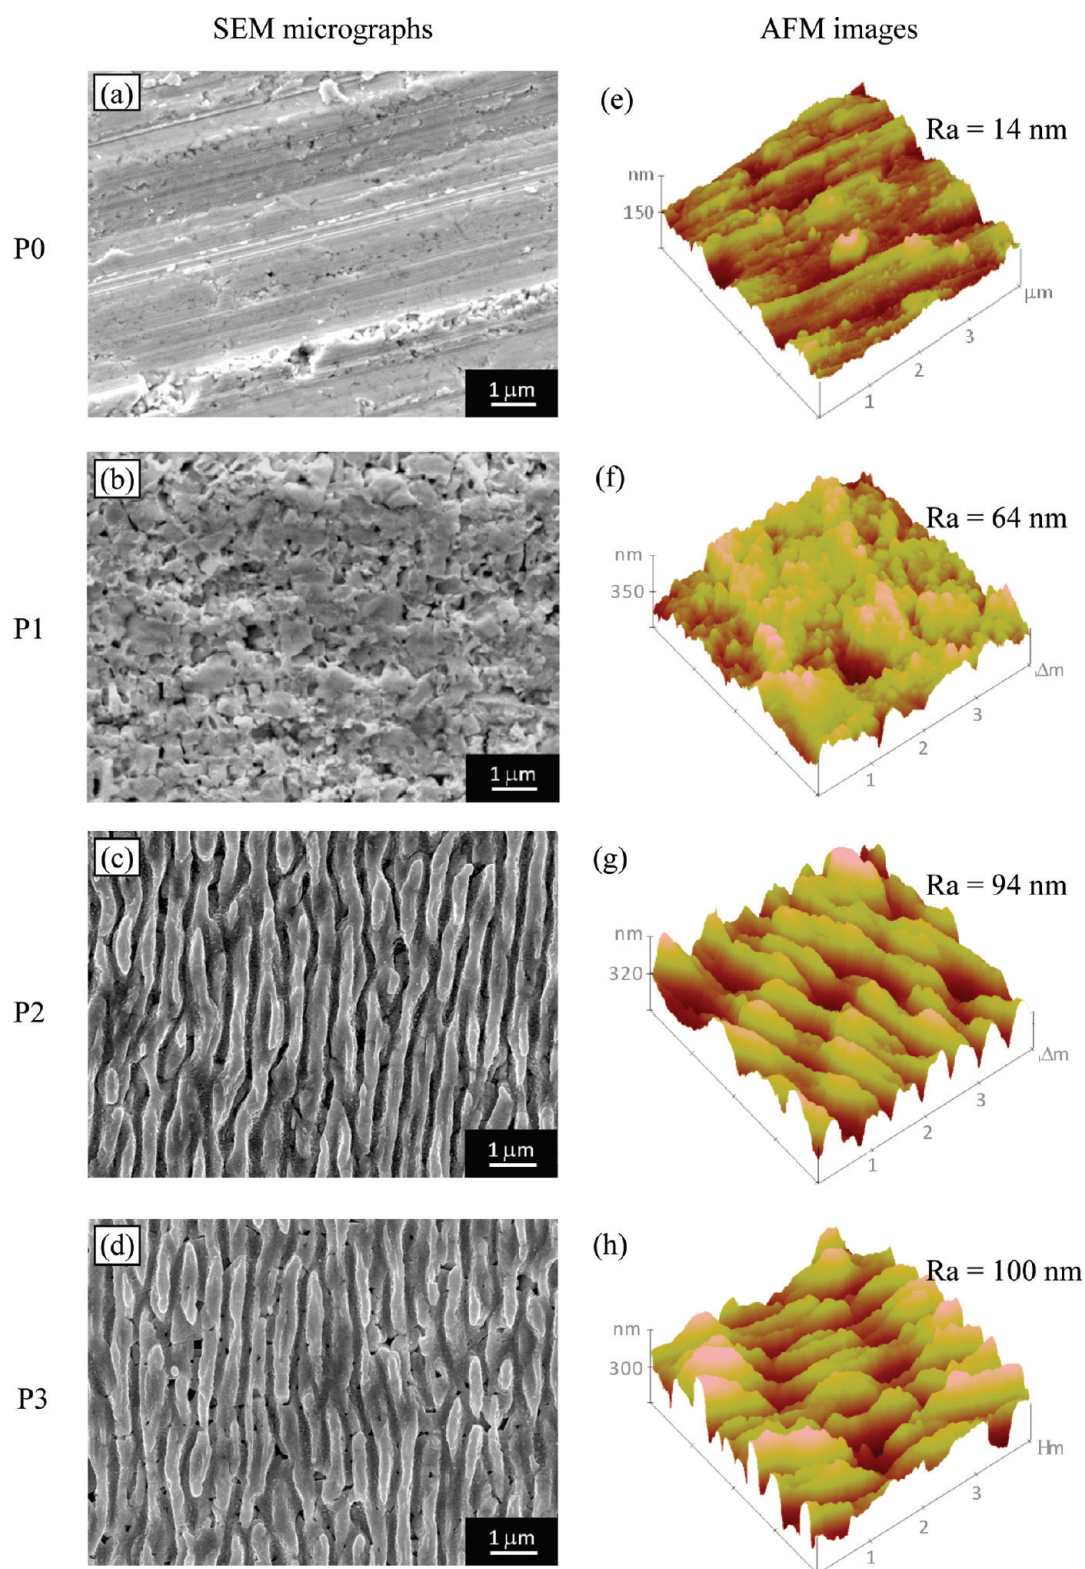 SEM micrographs
AFM images
P0
(a)
1 μm
(e)
Ra = 14 nm
nm
150
1
2
3
μm
P1
(b)
1 μm
(f)
Ra = 64 nm
nm
350
1
2
3
Δm
P2
(c)
1 μm
(g)
Ra = 94 nm
nm
320
1
2
3
Δm
P3
(d)
1 μm
(h)
Ra = 100 nm
nm
300
1
2
3
Hm